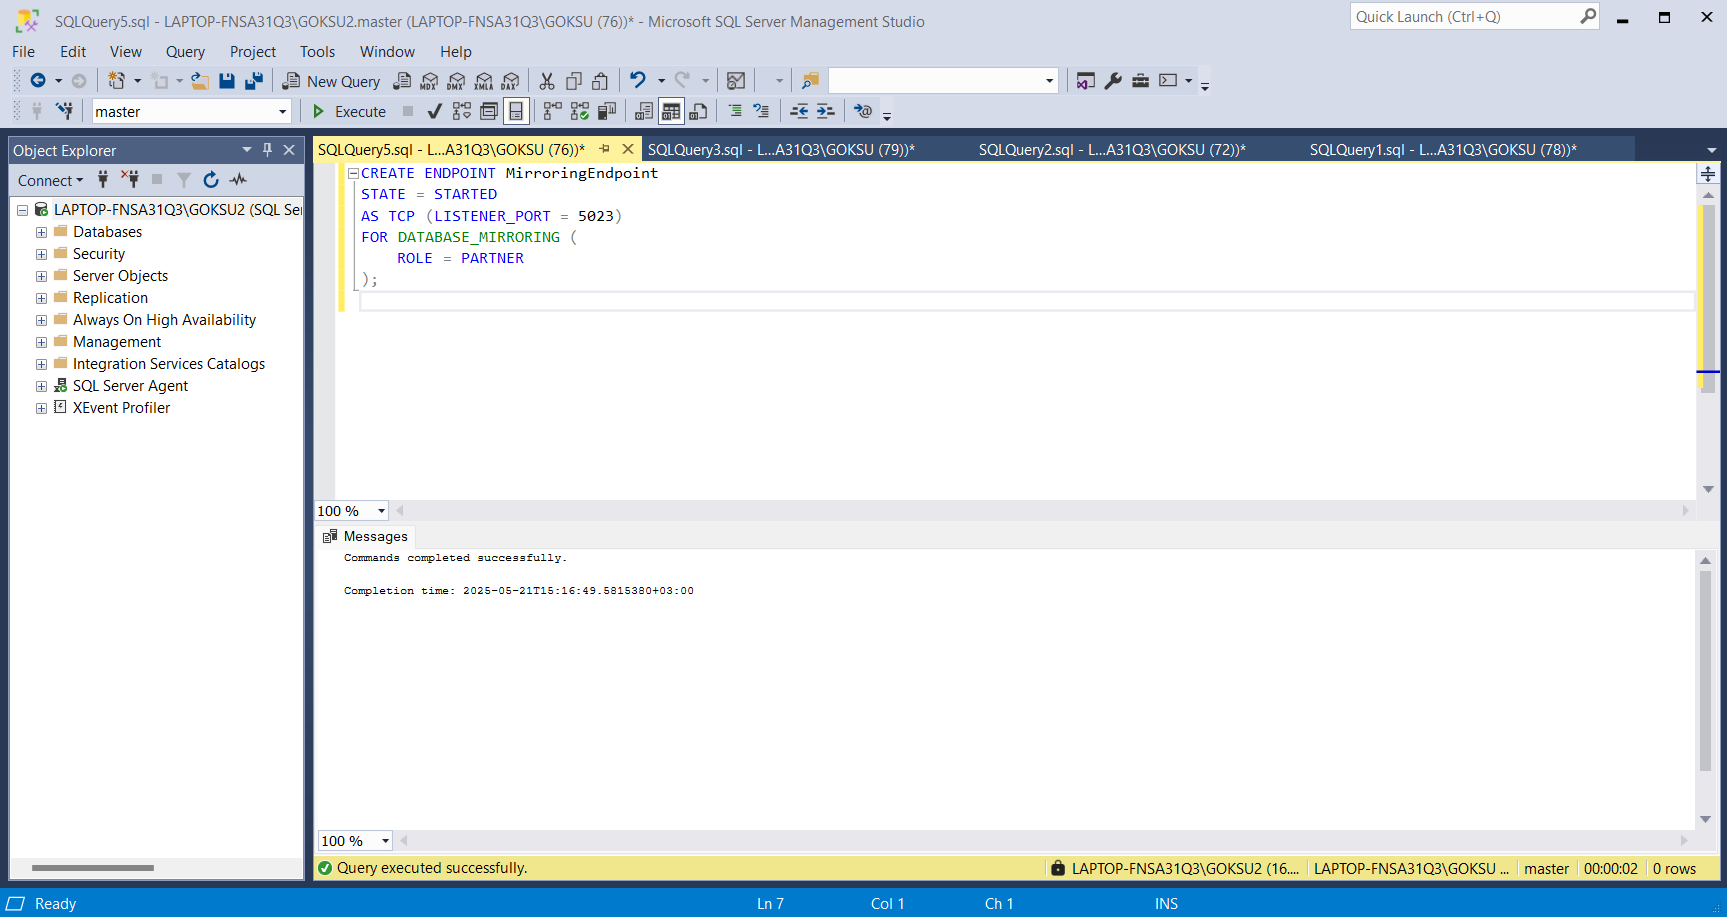 SQLQuery5.sql - LAPTOP-FNSA31Q3\GOKSU2.master (LAPTOP-FNSA31Q3\GOKSU (76))* - Microsoft SQL Server Management Studio
Quick Launch (Ctrl+Q)
File Edit View Query Project Tools Window Help
New Query MDX DMX XMLA DAX
master Execute
Object Explorer
Connect
LAPTOP-FNSA31Q3\GOKSU2 (SQL Ser
Databases
Security
Server Objects
Replication
Always On High Availability
Management
Integration Services Catalogs
SQL Server Agent
XEvent Profiler
SQLQuery5.sql - L...A31Q3\GOKSU (76))* SQLQuery3.sql - L...A31Q3\GOKSU (79))* SQLQuery2.sql - L...A31Q3\GOKSU (72))* SQLQuery1.sql - L...A31Q3\GOKSU (78))*
CREATE ENDPOINT MirroringEndpoint
STATE = STARTED
AS TCP (LISTENER_PORT = 5023)
FOR DATABASE_MIRRORING (
    ROLE = PARTNER
);
100 %
Messages
Commands completed successfully.
Completion time: 2025-05-21T15:16:49.5815380+03:00
100 %
Query executed successfully. LAPTOP-FNSA31Q3\GOKSU2 (16.... LAPTOP-FNSA31Q3\GOKSU ... master 00:00:02 0 rows
Ready Ln 7 Col 1 Ch 1 INS